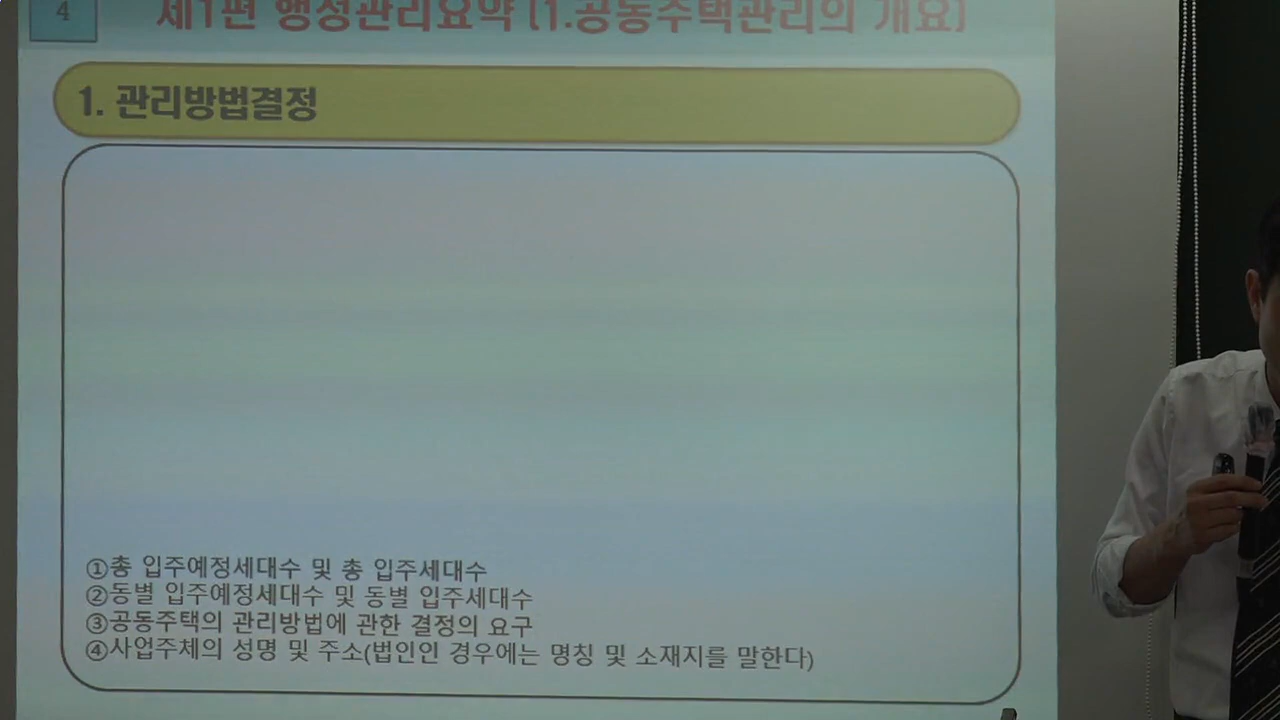 4
제1편 행정관리요약 [1.공동주택관리의 개요]
1. 관리방법결정
①총 입주예정세대수 및 총 입주세대수
②동별 입주예정세대수 및 동별 입주세대수
③공동주택의 관리방법에 관한 결정의 요구
④사업주체의 성명 및 주소(법인인 경우에는 명칭 및 소재지를 말한다)